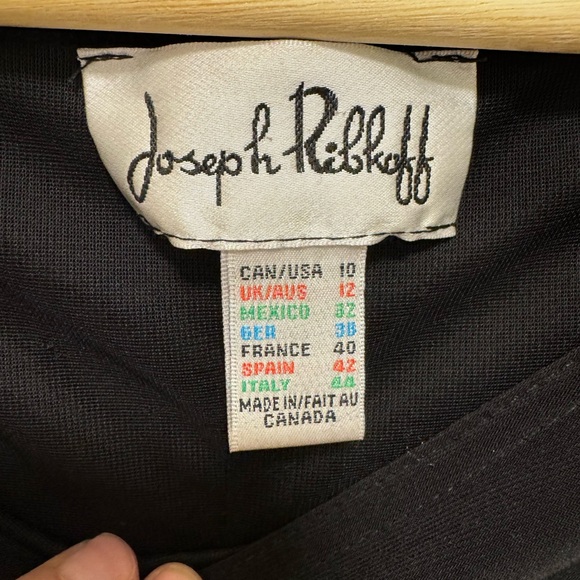 Joseph Ribkoff
CAN/USA 10
UK/AUS 12
MEXICO 32
GER 38
FRANCE 40
SPAIN 42
ITALY 44
MADE IN/FAIT AU
CANADA